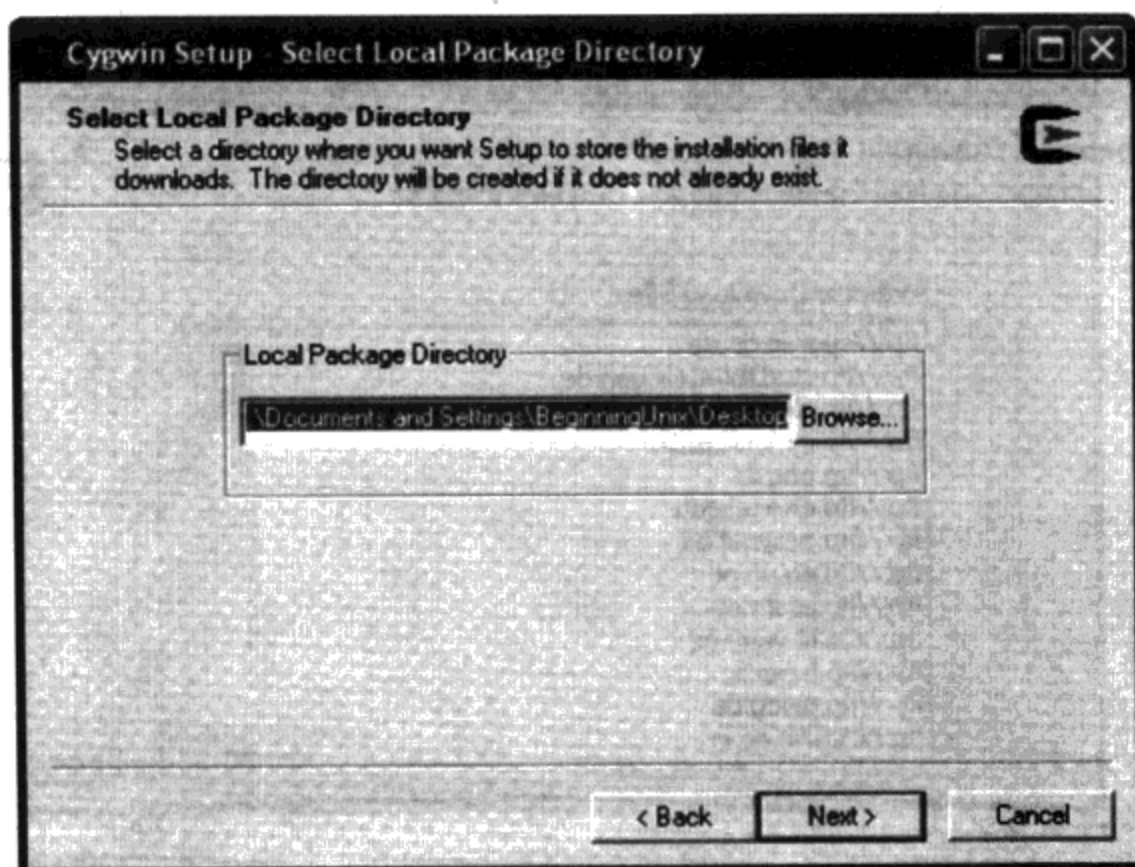 Cygwin Setup - Select Local Package Directory
Select Local Package Directory
Select a directory where you want Setup to store the installation files it
downloads. The directory will be created if it does not already exist.
Local Package Directory
\Documents and Settings\BeginningUnix\Desktop
Browse...
< Back
Next >
Cancel